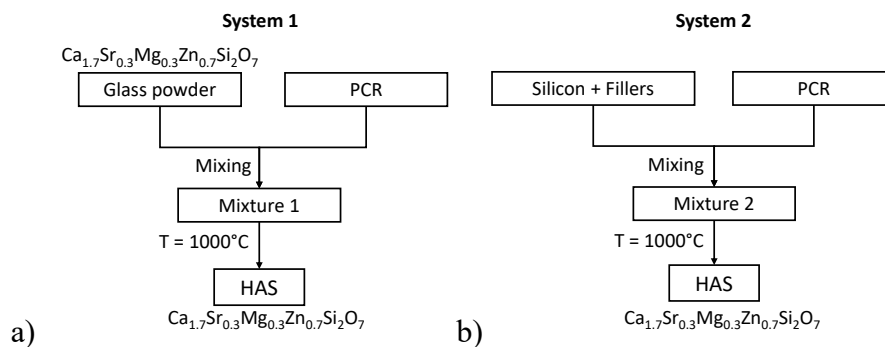 System 1
Ca1.7Sr0.3Mg0.3Zn0.7Si2O7
Glass powder
PCR
Mixing
Mixture 1
T = 1000°C
HAS
Ca1.7Sr0.3Mg0.3Zn0.7Si2O7
a)
System 2
Silicon + Fillers
PCR
Mixing
Mixture 2
T = 1000°C
HAS
Ca1.7Sr0.3Mg0.3Zn0.7Si2O7
b)